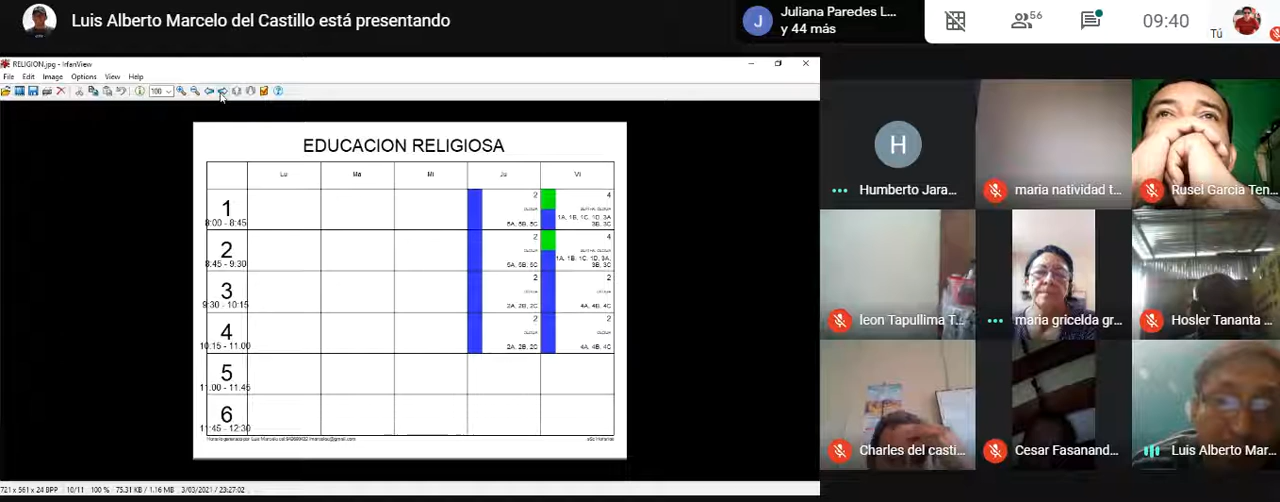 Luis Alberto Marcelo del Castillo está presentando
Juliana Paredes L...
y 44 más
56
09:40
Tú
RELIGION.jpg - IrfanView
File Edit Image Options View Help
100
EDUCACION RELIGIOSA
Lu Ma Mi Ju Vi
1
8:00 - 8:45
2
5A, 5B, 5C
4
1A, 1B, 1C, 1D, 3A
3B, 3C
2
8:45 - 9:30
2
5A, 5B, 5C
4
1A, 1B, 1C, 1D, 3A,
3B, 3C
3
9:30 - 10:15
2
2A, 2B, 2C
2
4A, 4B, 4C
4
10:15 - 11:00
2
2A, 2B, 2C
2
4A, 4B, 4C
5
11:00 - 11:45
6
11:45 - 12:30
721 x 561 x 24 BPP 10/11 100 % 75.31 KB / 1.16 MB 3/03/2021 / 23:27:02
H
Humberto Jara...
maria natividad t...
Rusel Garcia Ten...
leon Tapullima T...
maria gricelda gr...
Hosler Tananta ...
Charles del casti...
Cesar Fasanand...
Luis Alberto Mar...
J